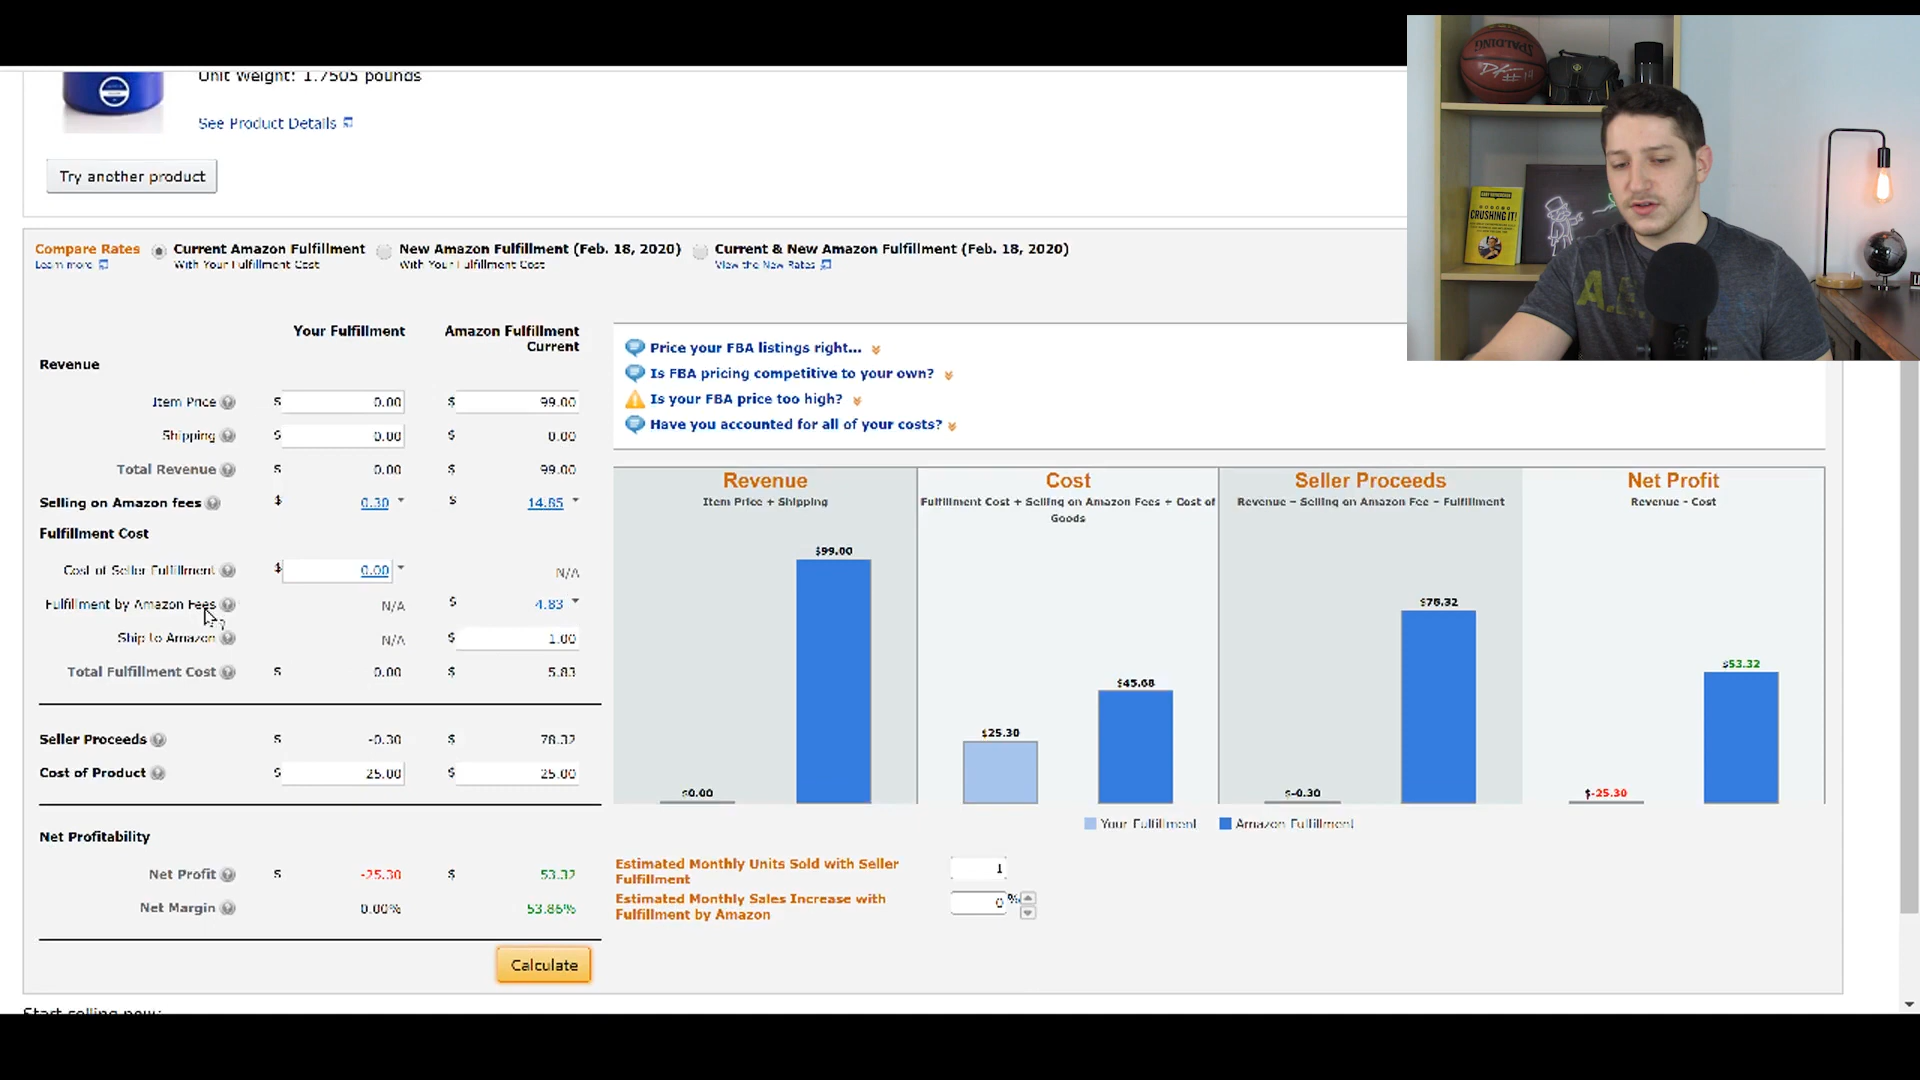 Unit Weight: 1.7505 pounds
See Product Details
Try another product
Compare Rates
Learn more
Current Amazon Fulfillment
With Your Fulfillment Cost
New Amazon Fulfillment (Feb. 18, 2020)
With Your Fulfillment Cost
Current & New Amazon Fulfillment (Feb. 18, 2020)
View the New Rates
SPALDING
#14
CRUSHING IT!
Your Fulfillment
Amazon Fulfillment
Current
Revenue
Item Price $ 0.00 $ 99.00
Shipping $ 0.00 $ 0.00
Total Revenue $ 0.00 $ 99.00
Selling on Amazon fees $ 0.30 $ 14.85
Fulfillment Cost
Cost of Seller Fulfillment $ 0.00 N/A
Fulfillment by Amazon Fees N/A $ 4.83
Ship to Amazon N/A $ 1.00
Total Fulfillment Cost $ 0.00 $ 5.83
Seller Proceeds $ -0.30 $ 78.32
Cost of Product $ 25.00 $ 25.00
Net Profitability
Net Profit $ -25.30 $ 53.32
Net Margin 0.00% 53.86%
Calculate
Price your FBA listings right...
Is FBA pricing competitive to your own?
Is your FBA price too high?
Have you accounted for all of your costs?
Revenue
Item Price + Shipping
$99.00
$0.00
Cost
Fulfillment Cost + Selling on Amazon Fees + Cost of
Goods
$45.68
$25.30
Seller Proceeds
Revenue - Selling on Amazon Fee - Fulfillment
$78.32
$-0.30
Net Profit
Revenue - Cost
$53.32
$-25.30
Your Fulfillment
Amazon Fulfillment
Estimated Monthly Units Sold with Seller
Fulfillment
1
Estimated Monthly Sales Increase with
Fulfillment by Amazon
0 %
Start selling now: